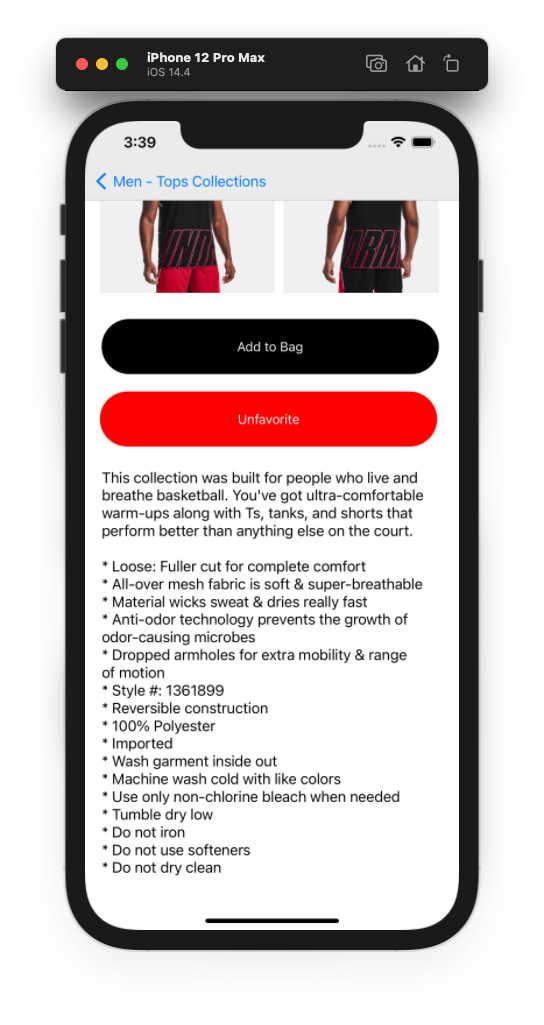 iPhone 12 Pro Max
iOS 14.4
3:39
Men - Tops Collections
UND
ARM
Add to Bag
Unfavorite
This collection was built for people who live and
breathe basketball. You've got ultra-comfortable
warm-ups along with Ts, tanks, and shorts that
perform better than anything else on the court.
* Loose: Fuller cut for complete comfort
* All-over mesh fabric is soft & super-breathable
* Material wicks sweat & dries really fast
* Anti-odor technology prevents the growth of
odor-causing microbes
* Dropped armholes for extra mobility & range
of motion
* Style #: 1361899
* Reversible construction
* 100% Polyester
* Imported
* Wash garment inside out
* Machine wash cold with like colors
* Use only non-chlorine bleach when needed
* Tumble dry low
* Do not iron
* Do not use softeners
* Do not dry clean